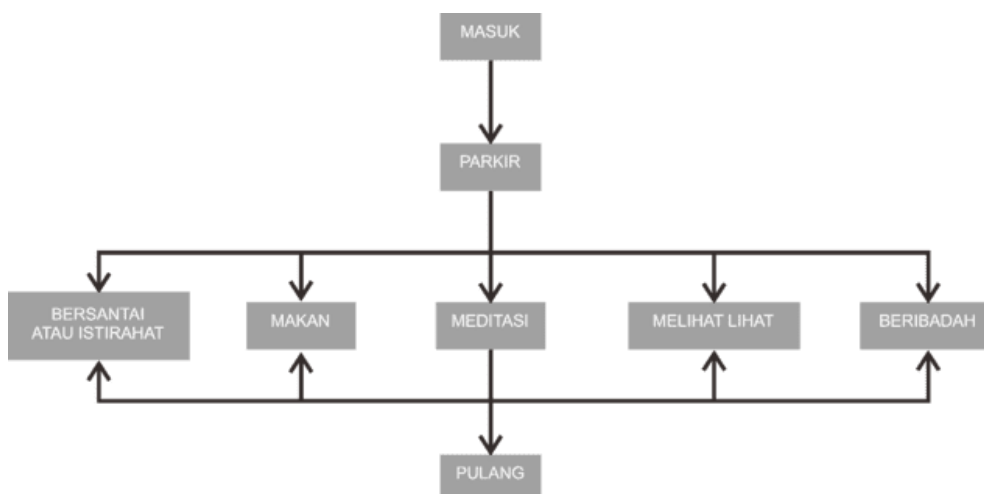 MASUK
PARKIR
BERSANTAI
ATAU ISTIRAHAT
MAKAN
MEDITASI
MELIHAT LIHAT
BERIBADAH
PULANG